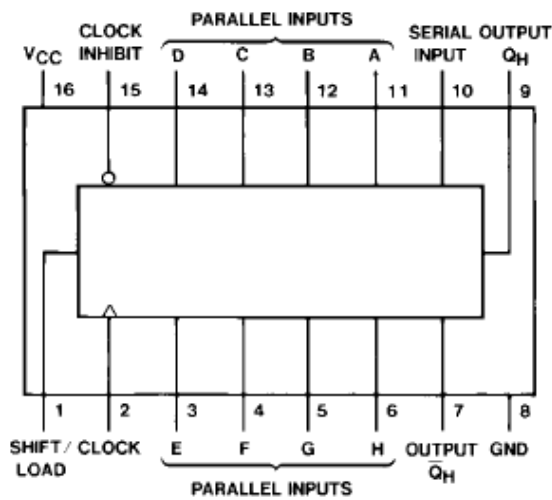 PARALLEL INPUTS
CLOCK SERIAL OUTPUT
VCC INHIBIT D C B A INPUT QH
16 15 14 13 12 11 10 9
1 2 3 4 5 6 7 8
SHIFT/ CLOCK E F G H OUTPUT GND
LOAD Q̅H
PARALLEL INPUTS